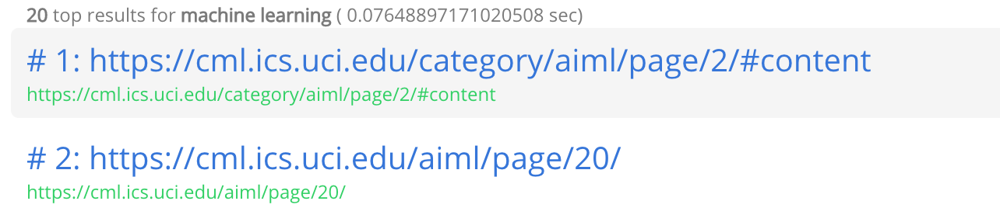 20 top results for machine learning ( 0.07648897171020508 sec)
# 1: https://cml.ics.uci.edu/category/aiml/page/2/#content
https://cml.ics.uci.edu/category/aiml/page/2/#content
# 2: https://cml.ics.uci.edu/aiml/page/20/
https://cml.ics.uci.edu/aiml/page/20/